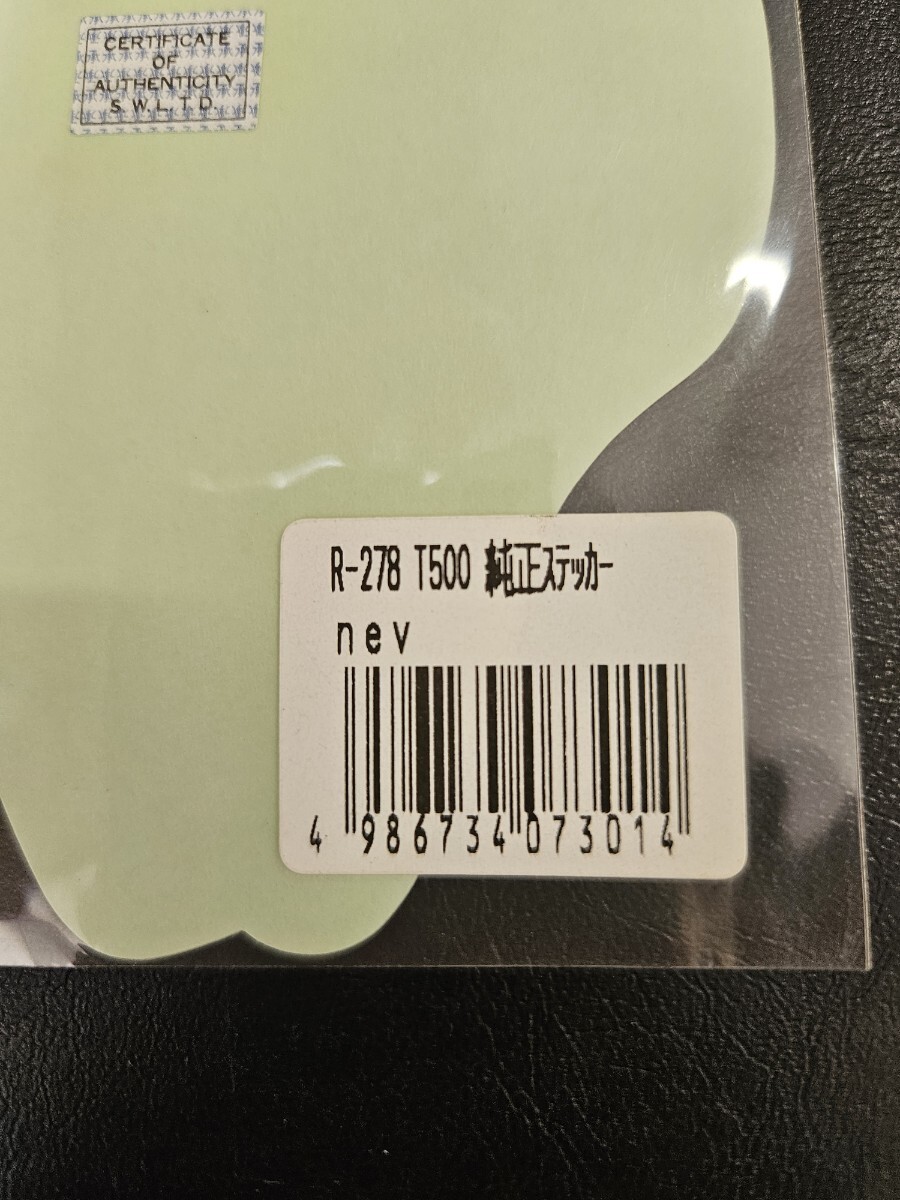 CERTIFICATE
OF
AUTHENTICITY
S.W.L.T.D.
R-278 T500 純正ステッカー
nev
4 986734 073014